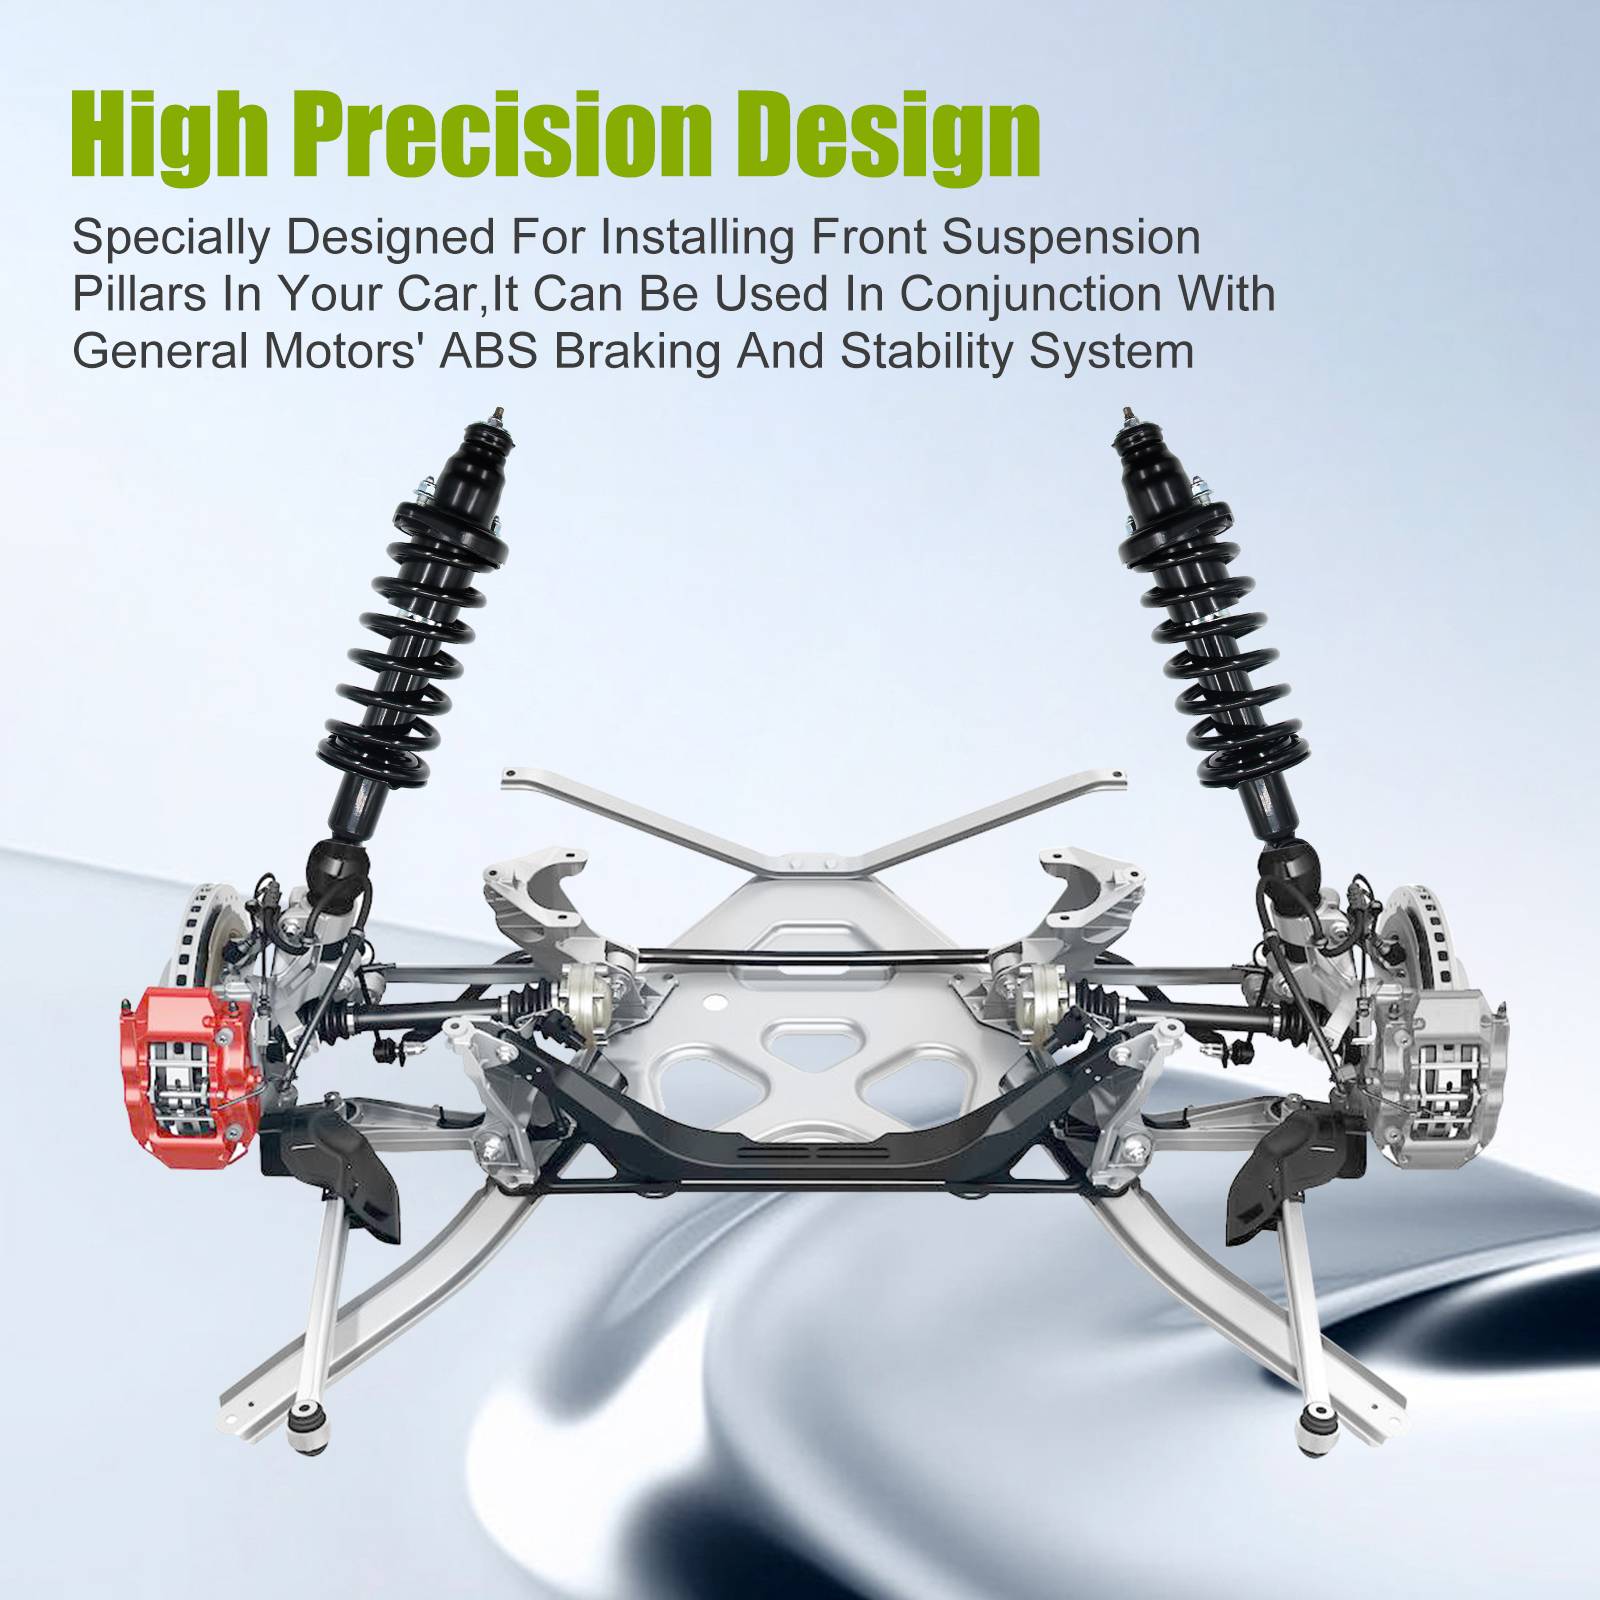 High Precision Design
Specially Designed For Installing Front Suspension
Pillars In Your Car,It Can Be Used In Conjunction With
General Motors' ABS Braking And Stability System